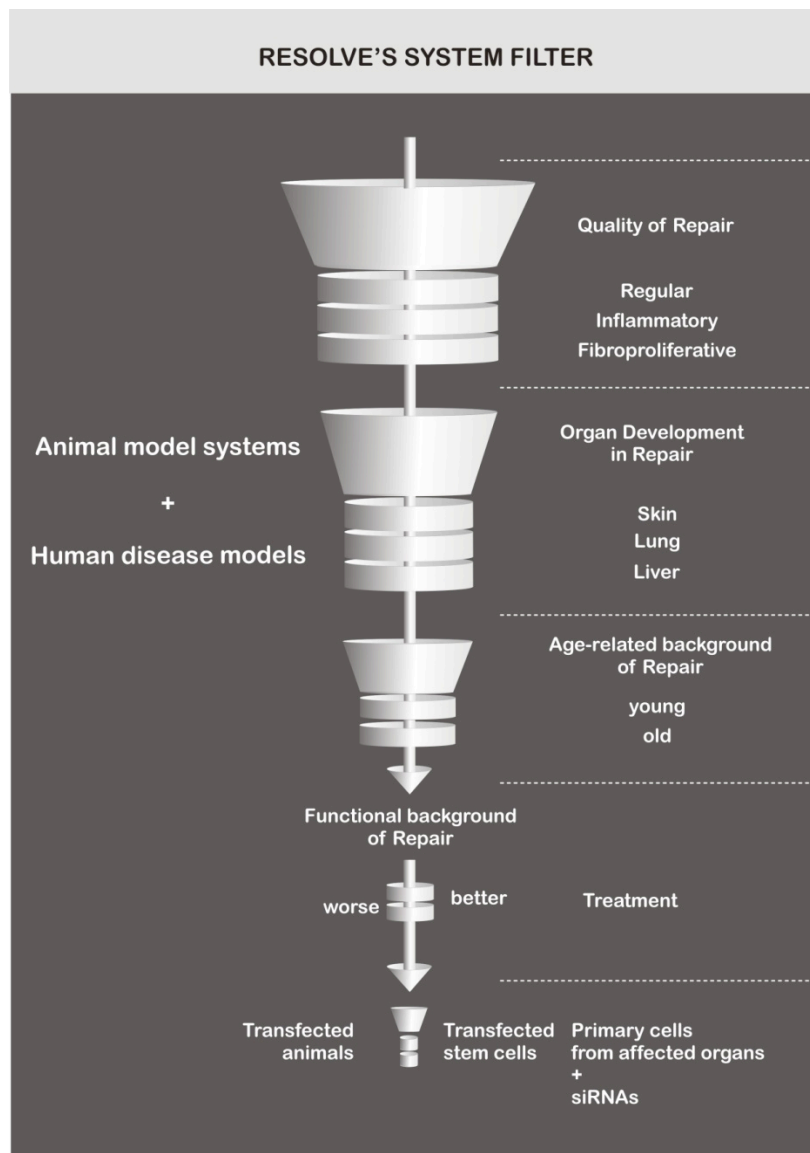 RESOLVE'S SYSTEM FILTER
Quality of Repair
Regular
Inflammatory
Fibroproliferative
Animal model systems
+
Human disease models
Organ Development
in Repair
Skin
Lung
Liver
Age-related background
of Repair
young
old
Functional background
of Repair
worse
better
Treatment
Transfected
animals
Transfected
stem cells
Primary cells
from affected organs
+
siRNAs